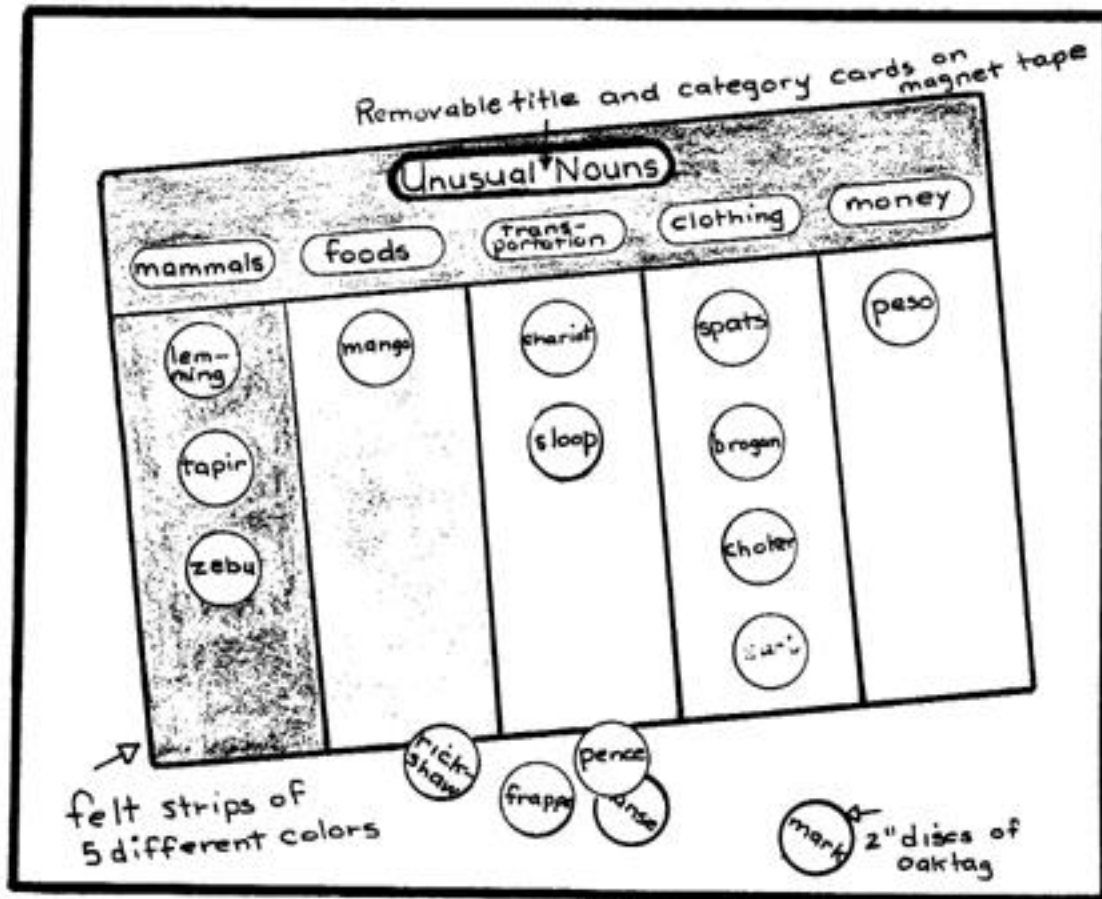 Removable title and category cards on
magnet tape
Unusual Nouns
mammals
foods
trans-
portation
clothing
money
lem-
ming
mango
chariot
spats
peso
tapir
sloop
brogan
zebu
choker
rick-
shaw
frappe
pence
mark
felt strips of
5 different colors
2" discs of
oaktag